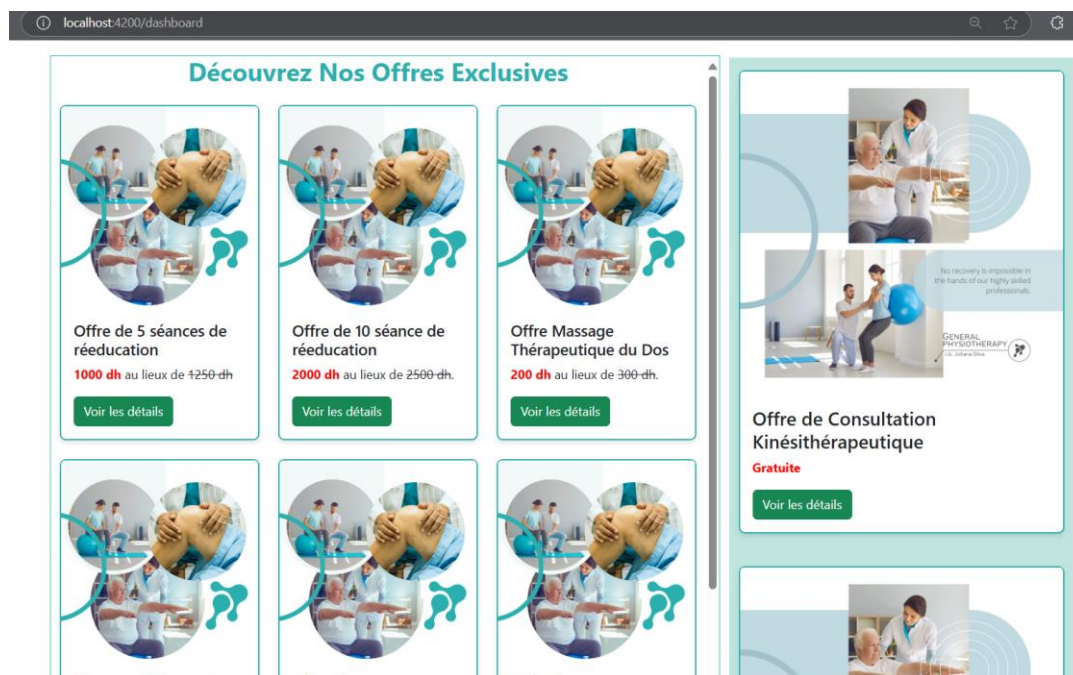 localhost:4200/dashboard
Découvrez Nos Offres Exclusives
Offre de 5 séances de
réeducation
1000 dh au lieux de 1250 dh
Voir les détails
Offre de 10 séance de
réeducation
2000 dh au lieux de 2500 dh.
Voir les détails
Offre Massage
Thérapeutique du Dos
200 dh au lieux de 300 dh.
Voir les détails
No recovery is impossible in
the hands of our highly skilled
professionals.
GENERAL
PHYSIOTHERAPY
Lic. Juliana Silva
Offre de Consultation
Kinésithérapeutique
Gratuite
Voir les détails